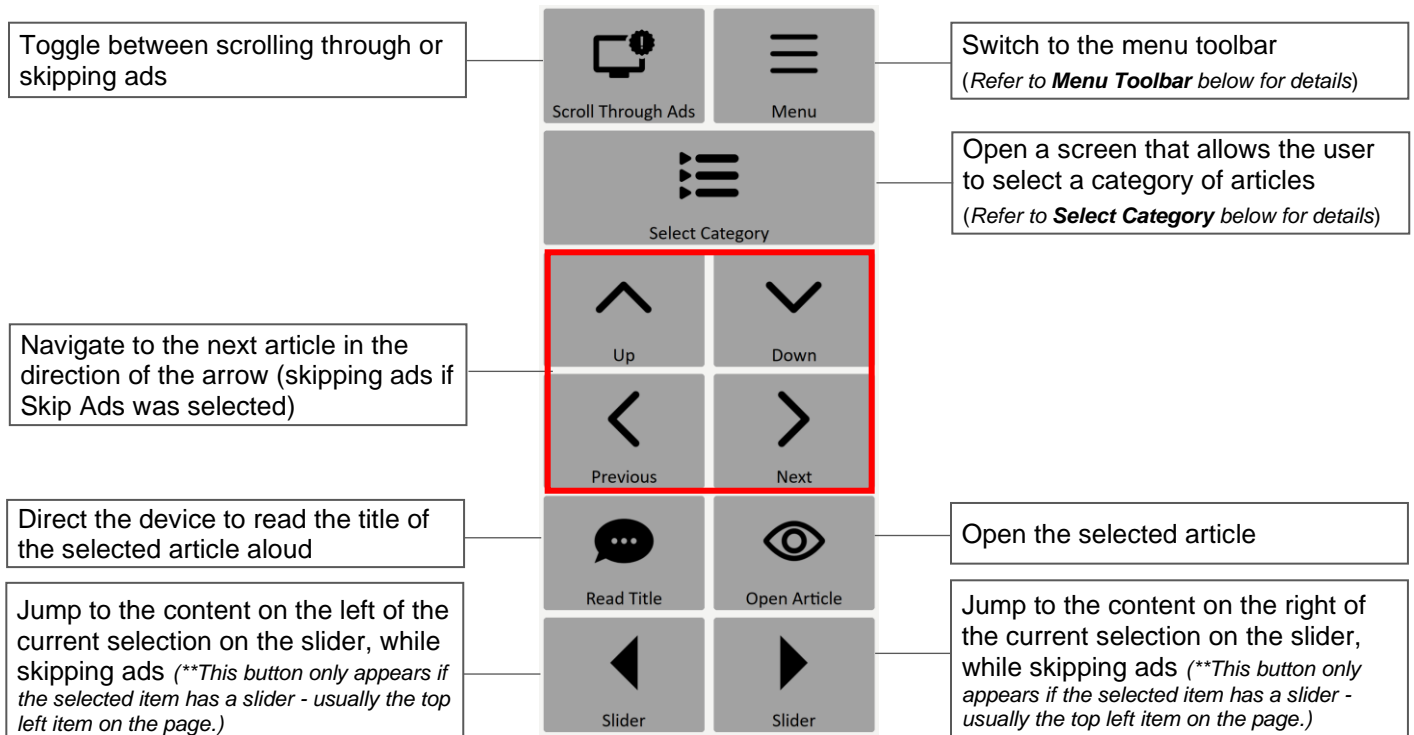 Toggle between scrolling through or
skipping ads
Scroll Through Ads
Menu
Switch to the menu toolbar
(Refer to Menu Toolbar below for details)
Select Category
Open a screen that allows the user
to select a category of articles
(Refer to Select Category below for details)
Navigate to the next article in the
direction of the arrow (skipping ads if
Skip Ads was selected)
Up
Down
Previous
Next
Direct the device to read the title of
the selected article aloud
Read Title
Open Article
Open the selected article
Jump to the content on the left of the
current selection on the slider, while
skipping ads (**This button only appears if
the selected item has a slider - usually the top
left item on the page.)
Slider
Slider
Jump to the content on the right of
the current selection on the slider,
while skipping ads (**This button only
appears if the selected item has a slider -
usually the top left item on the page.)